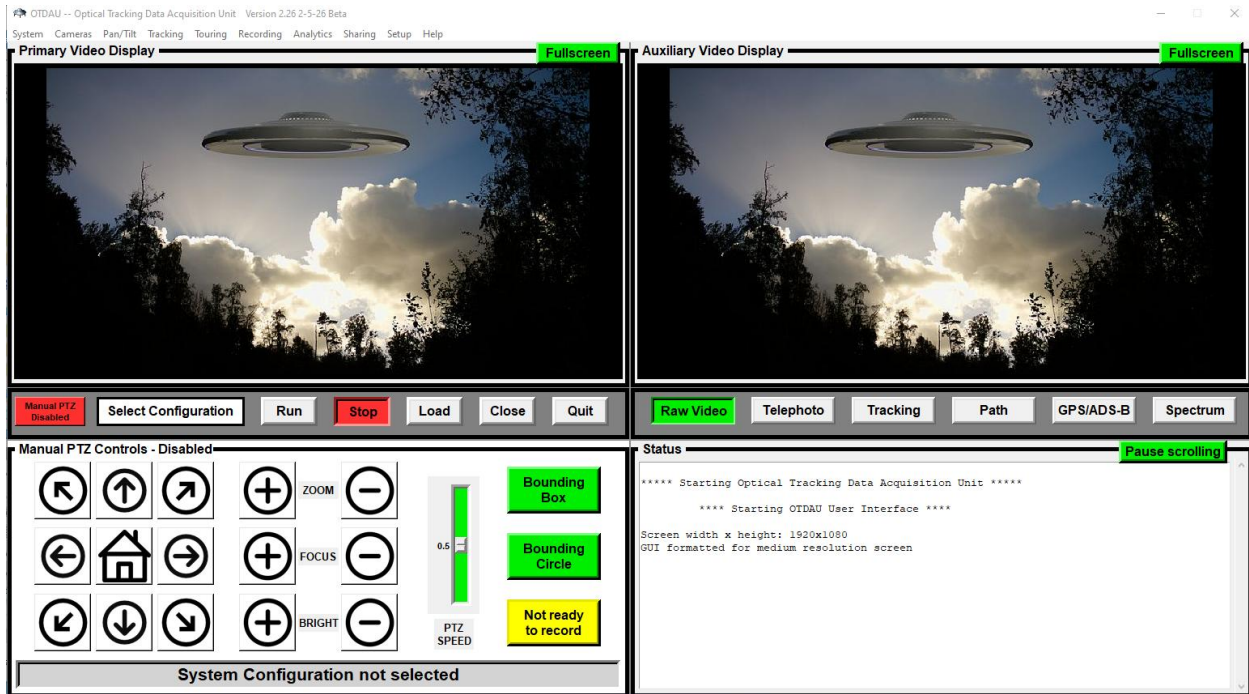 OTDAU -- Optical Tracking Data Acquisition Unit Version 2.26 2-5-26 Beta
System Cameras Pan/Tilt Tracking Touring Recording Analytics Sharing Setup Help
Primary Video Display
Fullscreen
Auxiliary Video Display
Fullscreen
Manual PTZ
Disabled
Select Configuration
Run
Stop
Load
Close
Quit
Raw Video
Telephoto
Tracking
Path
GPS/ADS-B
Spectrum
Manual PTZ Controls - Disabled
ZOOM
FOCUS
BRIGHT
0.5
PTZ
SPEED
Bounding
Box
Bounding
Circle
Not ready
to record
System Configuration not selected
Status
Pause scrolling
***** Starting Optical Tracking Data Acquisition Unit *****
**** Starting OTDAU User Interface ****
Screen width x height: 1920x1080
GUI formatted for medium resolution screen